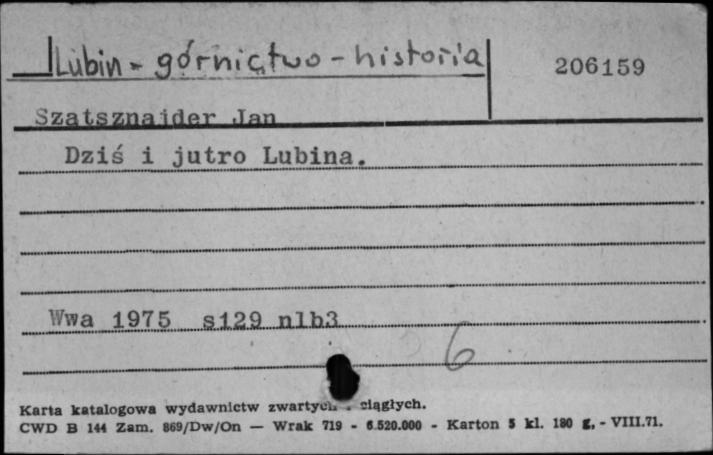 Lubin - górnictwo - historia
206159
Szatsznajder Jan
Dziś i jutro Lubina.
Wwa 1975 s129 nlb3
6
Karta katalogowa wydawnictw zwartych i ciągłych.
CWD B 144 Zam. 869/Dw/On — Wrak 719 - 6.520.000 - Karton 5 kl. 180 g. - VIII.71.